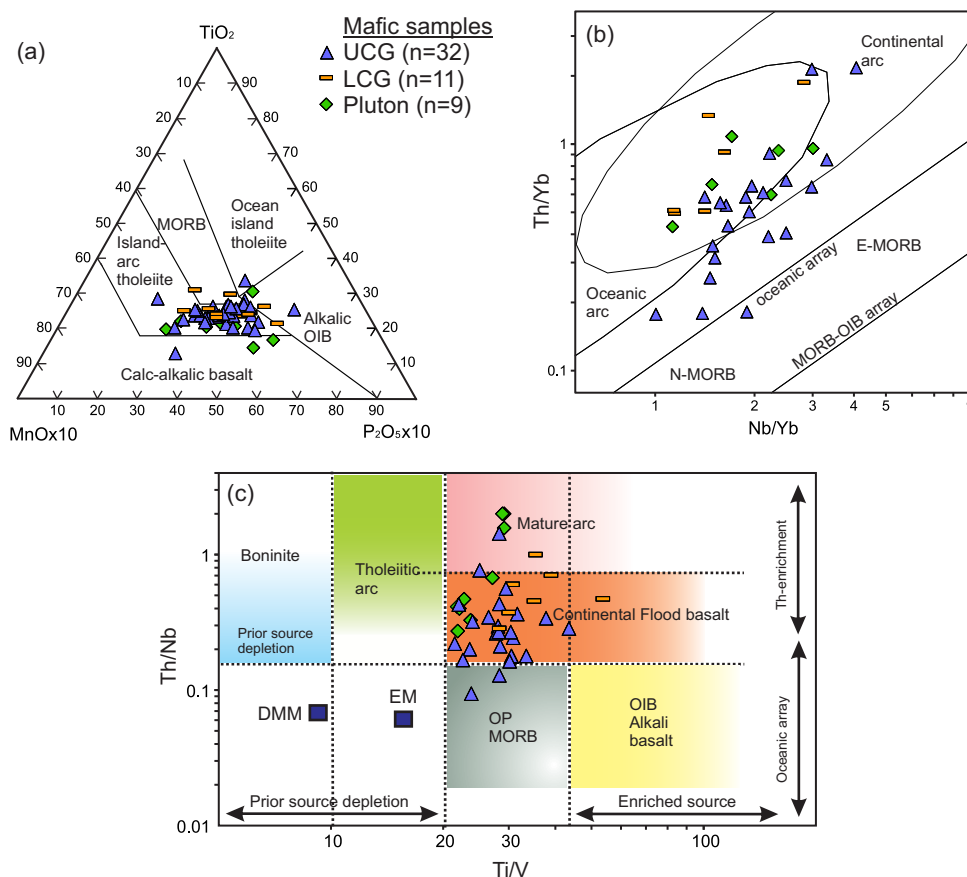 (a)
TiO2
Mafic samples
UCG (n=32)
LCG (n=11)
Pluton (n=9)
10
20
30
40
50
60
80
90
90
80
70
60
50
40
30
20
10
MORB
Ocean
island
tholeiite
Island-
arc
tholeiite
Alkalic
OIB
Calc-alkalic basalt
10
20
30
40
50
60
70
80
90
MnOx10
P2O5x10
(b)
Continental
arc
1
0.1
Th/Yb
Oceanic
arc
E-MORB
oceanic array
MORB-OIB array
N-MORB
1
2
3
4
5
Nb/Yb
(c)
Mature arc
Boninite
Tholeiitic
arc
Continental Flood basalt
Prior source
depletion
DMM
EM
OP
MORB
OIB
Alkali
basalt
Prior source depletion
Enriched source
1
0.1
0.01
Th/Nb
10
20
30
100
Ti/V
Th-enrichment
Oceanic array